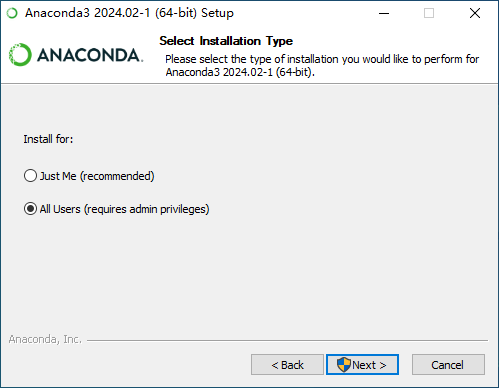 Anaconda3 2024.02-1 (64-bit) Setup
ANACONDA.
Select Installation Type
Please select the type of installation you would like to perform for
Anaconda3 2024.02-1 (64-bit).
Install for:
Just Me (recommended)
All Users (requires admin privileges)
Anaconda, Inc.
< Back
Next >
Cancel